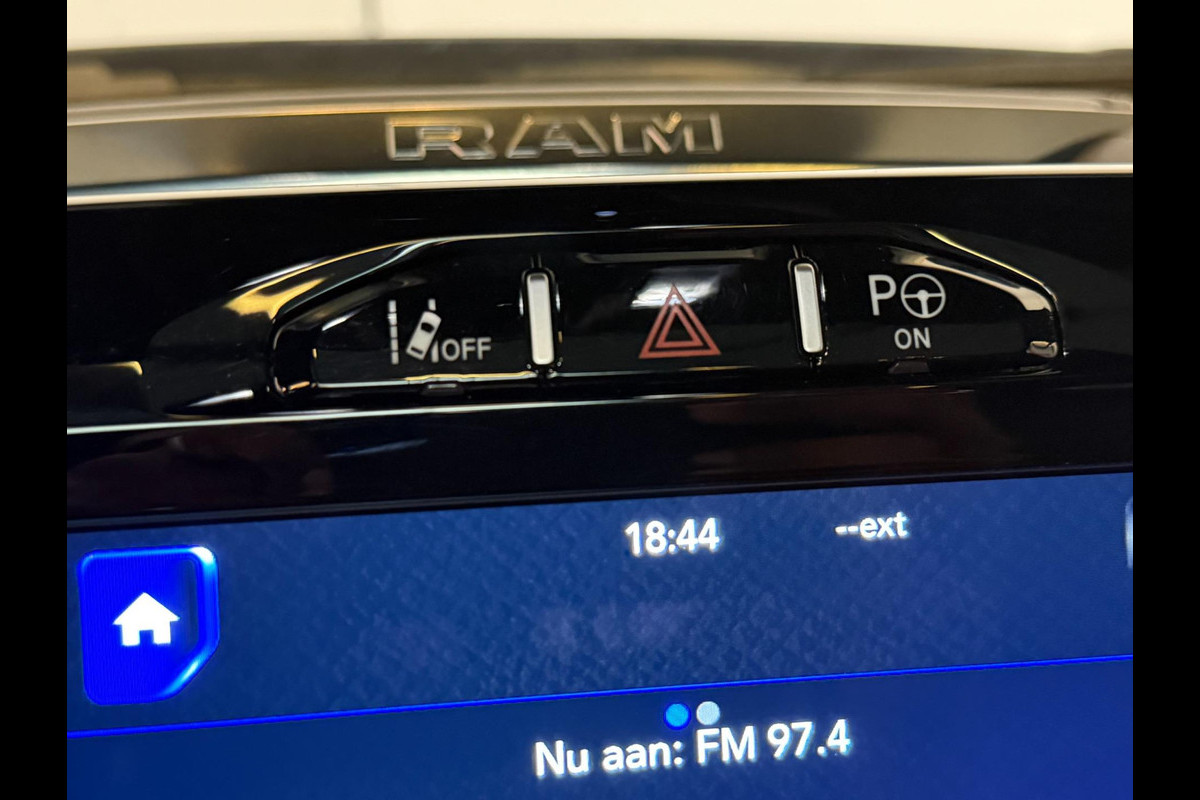 RAM
OFF
P
ON
18:44
--ext
Nu aan: FM 97.4